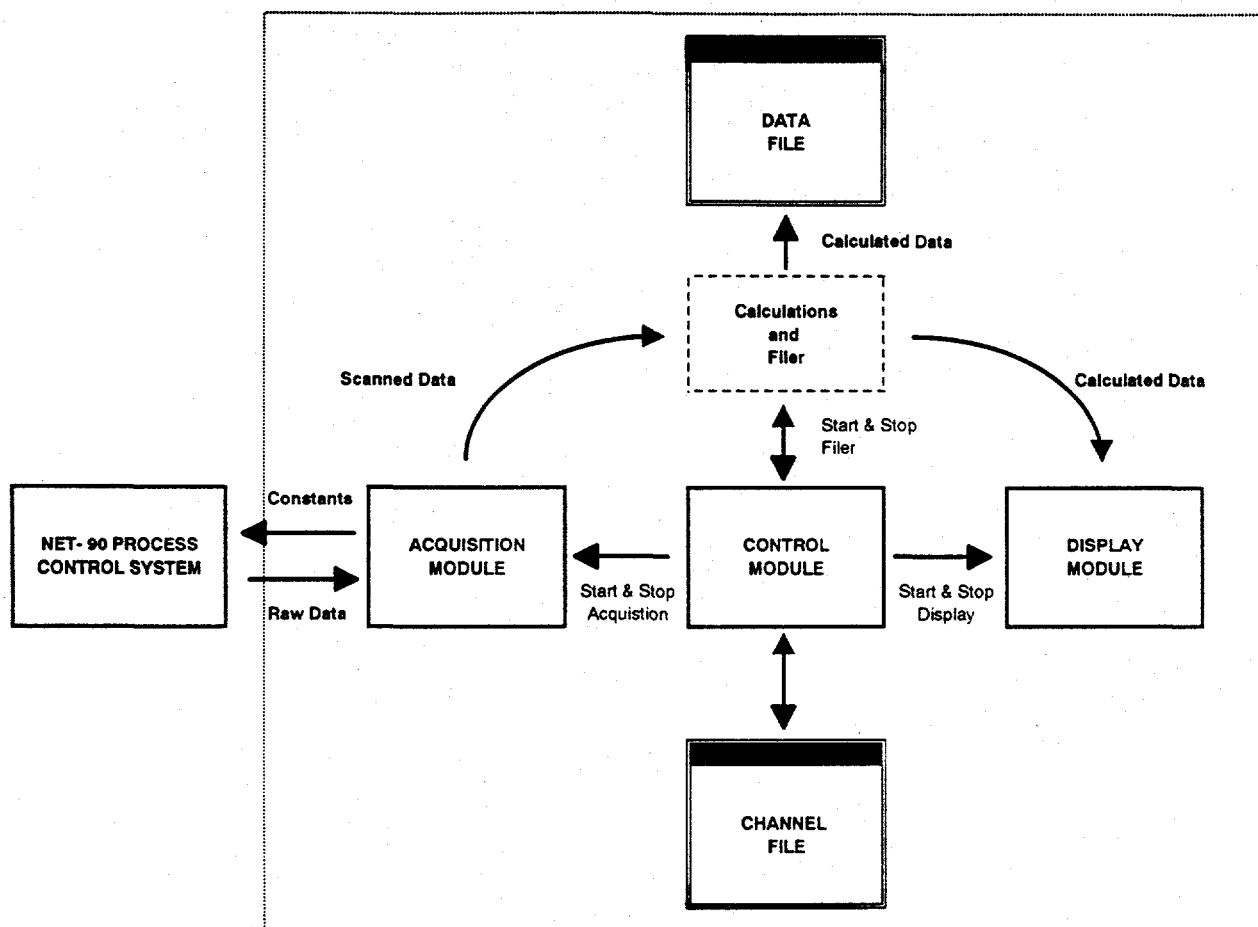 DATA
FILE
Calculated Data
Calculations
and
Filer
Scanned Data
Calculated Data
Start & Stop
Filer
Constants
NET- 90 PROCESS
CONTROL SYSTEM
ACQUISITION
MODULE
CONTROL
MODULE
DISPLAY
MODULE
Raw Data
Start & Stop
Acquistion
Start & Stop
Display
CHANNEL
FILE